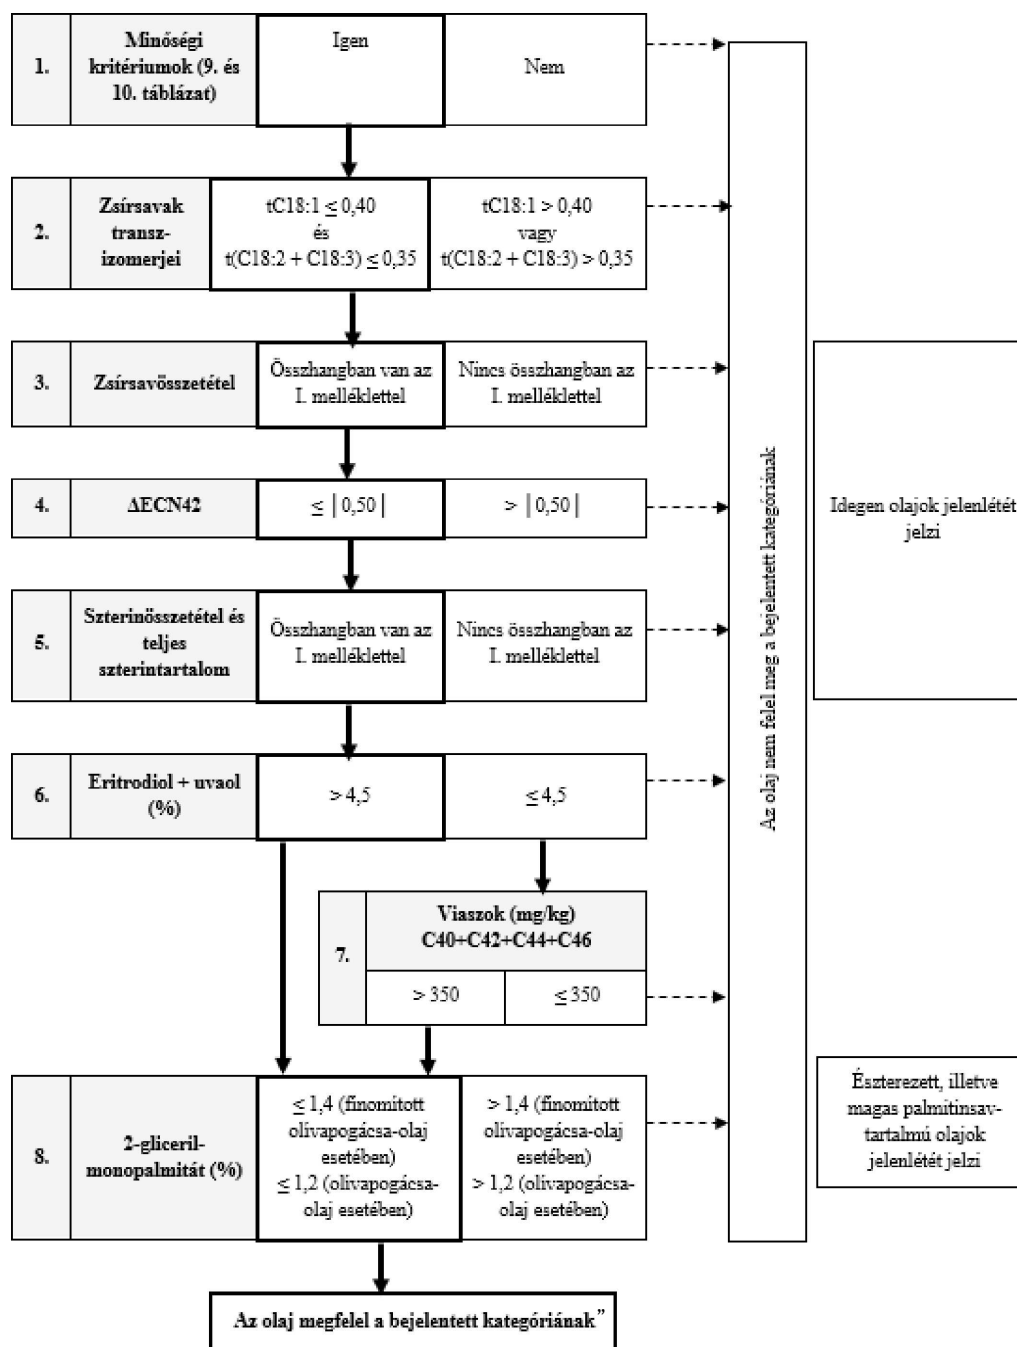 1.
Minőségi
kritériumok (9. és
10. táblázat)
Igen
Nem
2.
Zsírsavak
transz-
izomerjei
tC18:1 ≤ 0,40
és
t(C18:2 + C18:3) ≤ 0,35
tC18:1 > 0,40
vagy
t(C18:2 + C18:3) > 0,35
3.
Zsírsavösszetétel
Összhangban van az
I. melléklettel
Nincs összhangban az
I. melléklettel
4.
ΔECN42
≤ |0,50|
> |0,50|
5.
Szterinösszetétel és
teljes
szterintartalom
Összhangban van az
I. melléklettel
Nincs összhangban az
I. melléklettel
6.
Eritrodiol + uvaol
(%)
> 4,5
≤ 4,5
7.
Viaszok (mg/kg)
C40+C42+C44+C46
> 350
≤ 350
8.
2-gliceril-
monopalmitát (%)
≤ 1,4 (finomított
olívapogácsa-olaj
esetében)
≤ 1,2 (olívapogácsa-
olaj esetében)
> 1,4 (finomított
olívapogácsa-olaj
esetében)
> 1,2 (olívapogácsa-
olaj esetében)
Az olaj megfelel a bejelentett kategóriának”
Az olaj nem felel meg a bejelentett kategóriának
Idegen olajok jelenlétét
jelzi
Észterezett, illetve
magas palmitinsav-
tartalmú olajok
jelenlétét jelzi